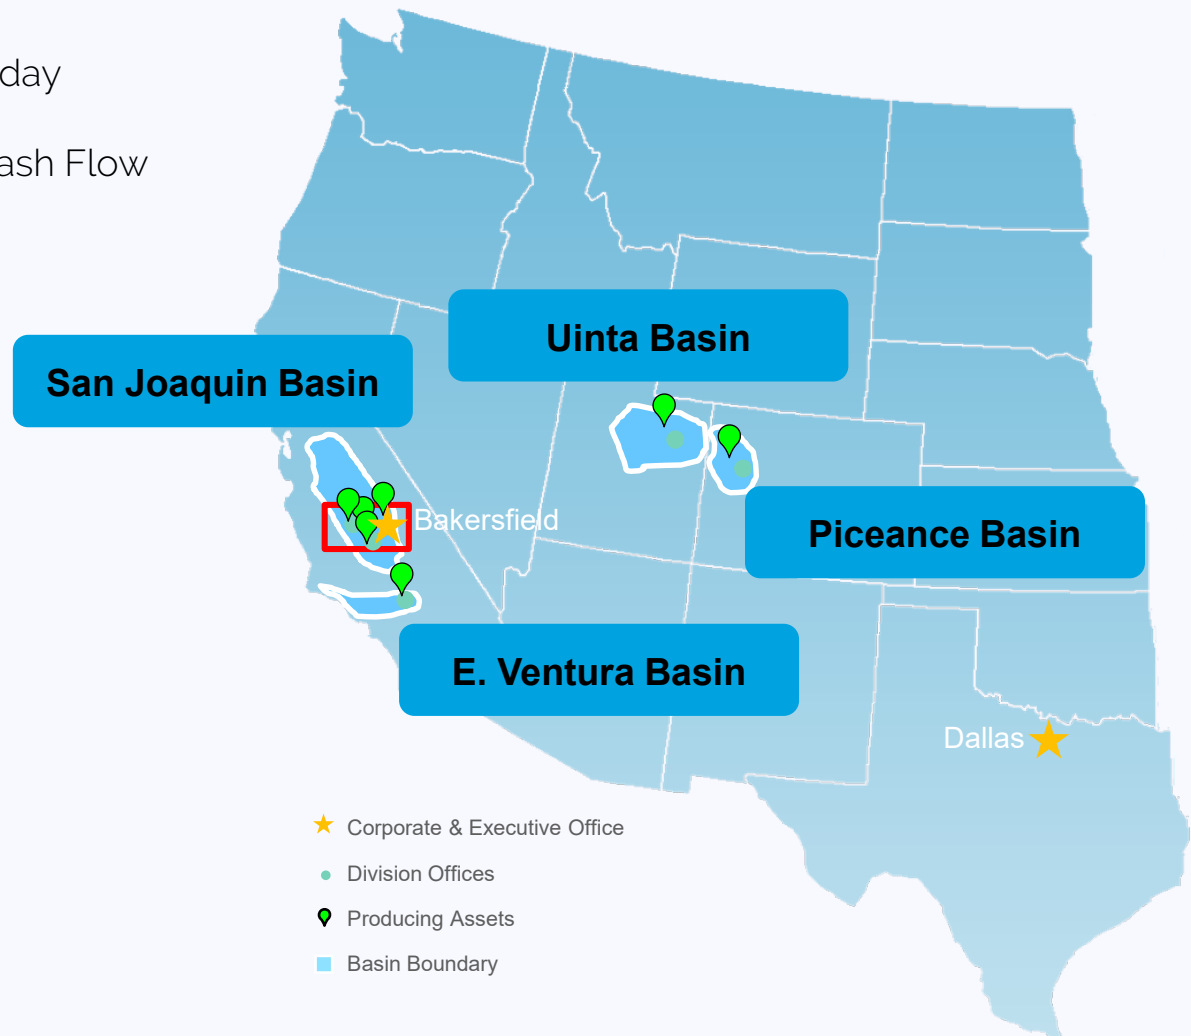 day
ash Flow
Uinta Basin
San Joaquin Basin
Bakersfield
Piceance Basin
E. Ventura Basin
Dallas
Corporate & Executive Office
Division Offices
Producing Assets
Basin Boundary